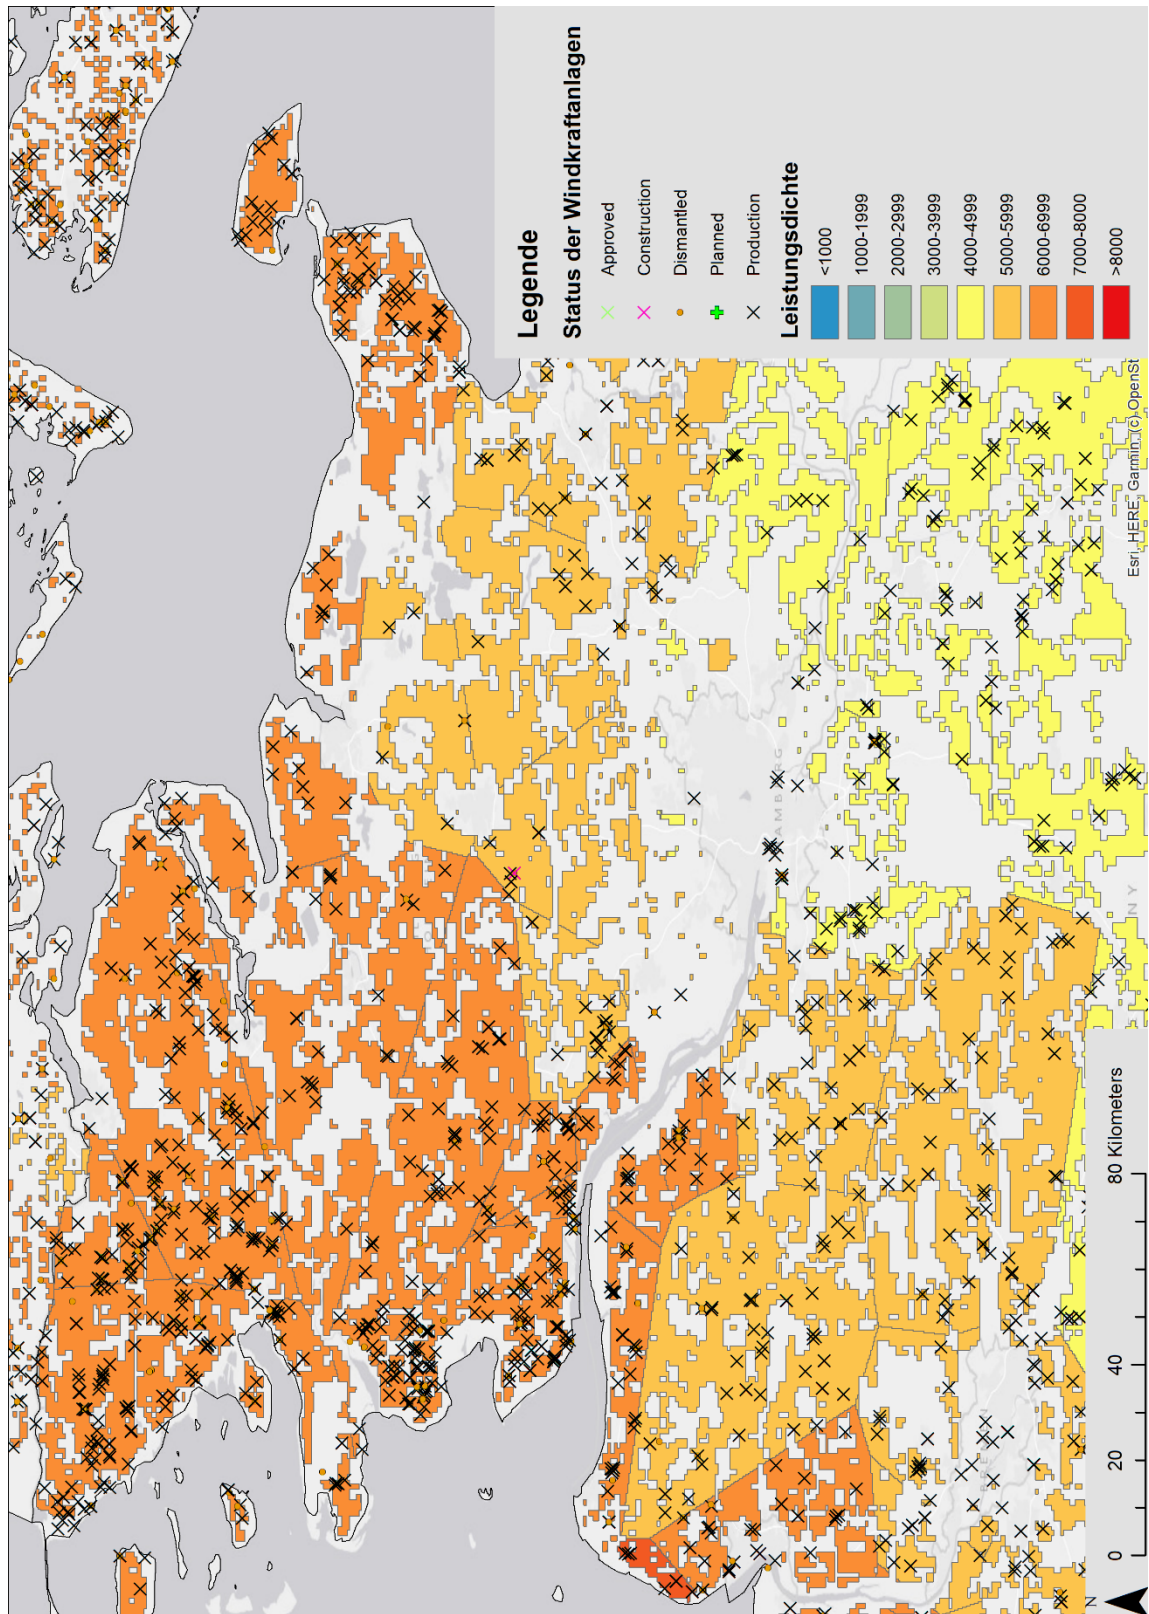 Legende
Status der Windkraftanlagen
Approved
Construction
Dismantled
Planned
Production
Leistungsdichte
<1000
1000-1999
2000-2999
3000-3999
4000-4999
5000-5999
6000-6999
7000-8000
>8000
AMBURG
N Y
N
0 20 40 80 Kilometers
Esri, HERE, Garmin, (c) OpenSt